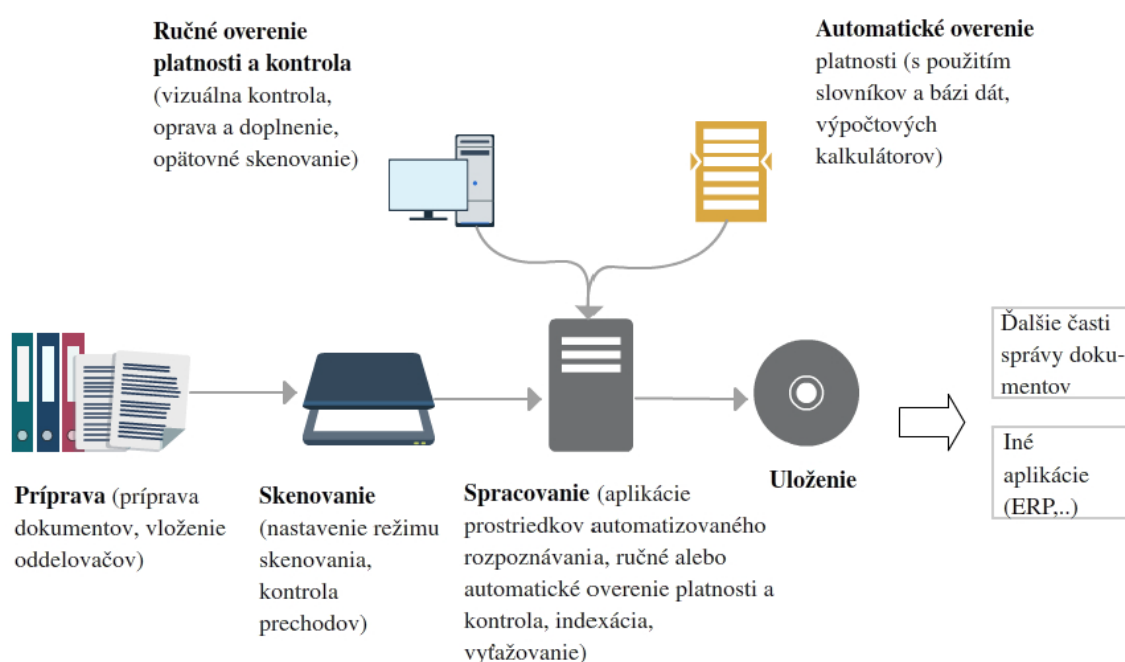 Ručné overenie
platnosti a kontrola
(vizuálna kontrola,
oprava a doplnenie,
opätovné skenovanie)
Automatické overenie
platnosti (s použitím
slovníkov a bázi dát,
výpočtových
kalkulátorov)
Príprava (príprava
dokumentov, vloženie
oddelovačov)
Skenovanie
(nastavenie režimu
skenovania,
kontrola
prechodov)
Spracovanie (aplikácie
prostriedkov automatizovaného
rozpoznávania, ručné alebo
automatické overenie platnosti a
kontrola, indexácia,
vyťažovanie)
Uloženie
Ďalšie časti
správy doku-
mentov
Iné
aplikácie
(ERP,..)